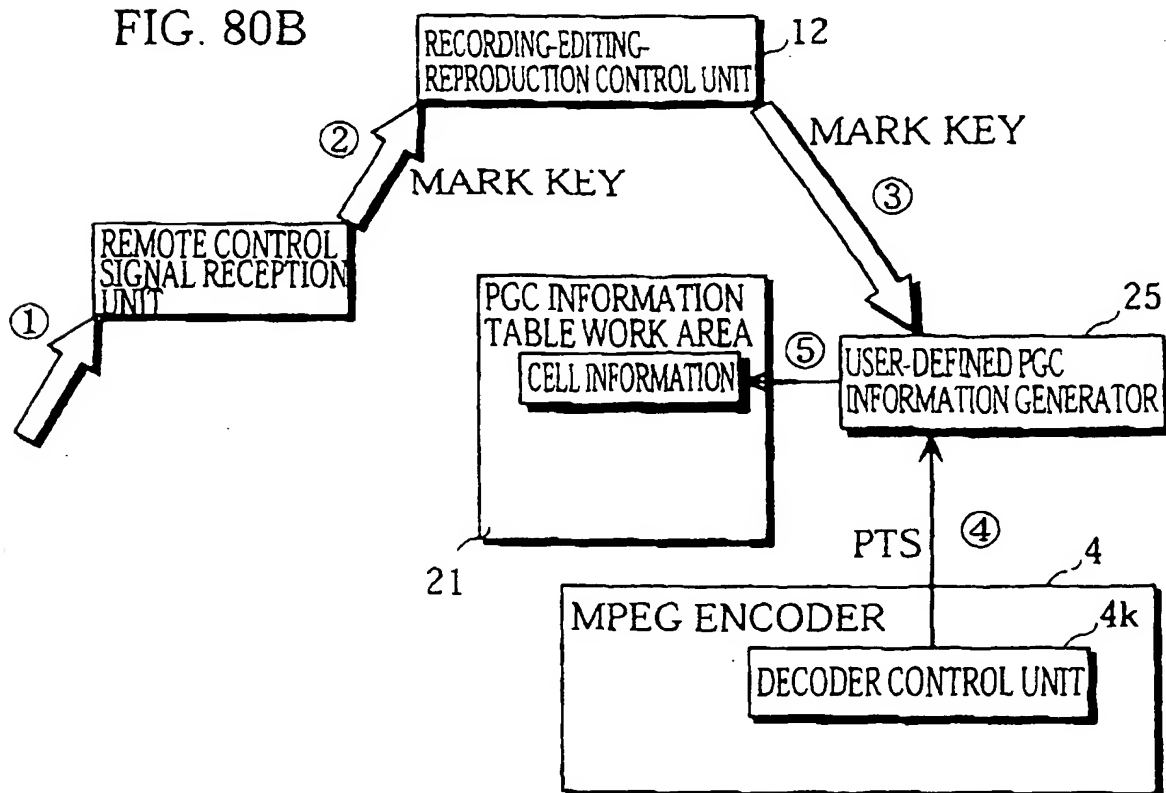 FIG. 80B
RECORDING-EDITING-
REPRODUCTION CONTROL UNIT
12
②
MARK KEY
MARK KEY
③
REMOTE CONTROL
SIGNAL RECEPTION
UNIT
①
PGC INFORMATION
TABLE WORK AREA
CELL INFORMATION
21
⑤
25
USER-DEFINED PGC
INFORMATION GENERATOR
PTS
④
4
MPEG ENCODER
4k
DECODER CONTROL UNIT